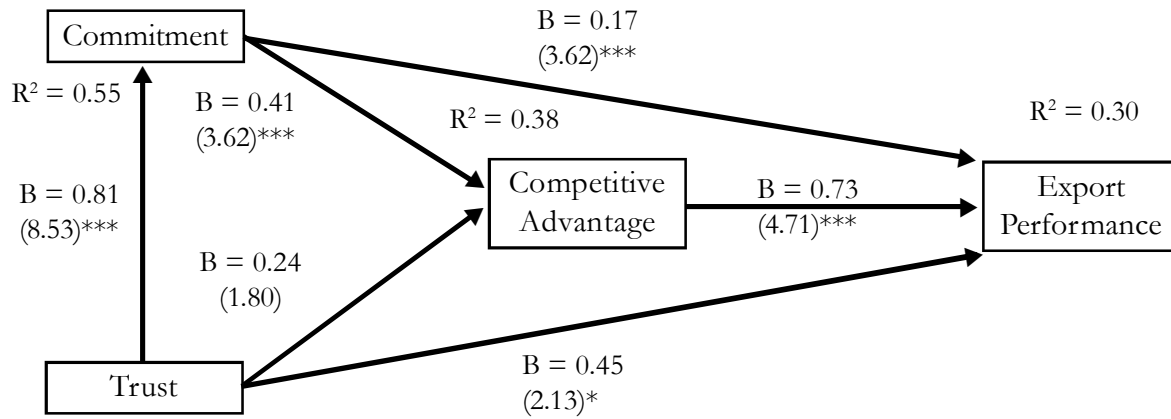 Commitment
B = 0.17
(3.62)***
R² = 0.55
B = 0.41
(3.62)***
R² = 0.38
R² = 0.30
B = 0.81
(8.53)***
Competitive
Advantage
B = 0.73
(4.71)***
Export
Performance
B = 0.24
(1.80)
Trust
B = 0.45
(2.13)*